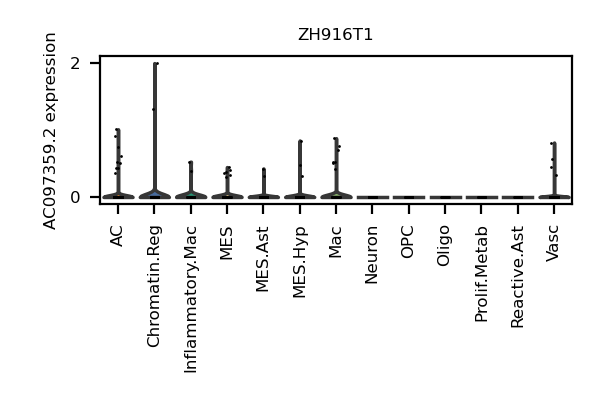 ZH916T1
AC097359.2 expression
2
0
AC
Chromatin.Reg
Inflammatory.Mac
MES
MES.Ast
MES.Hyp
Mac
Neuron
OPC
Oligo
Prolif.Metab
Reactive.Ast
Vasc